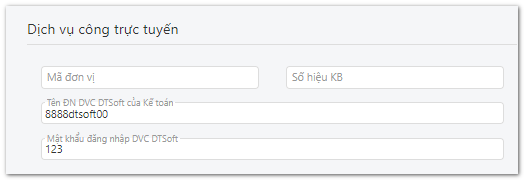 Dịch vụ công trực tuyến
Mã đơn vị
Số hiệu KB
Tên ĐN DVC DTSoft của Kế toán
8888dtsoft00
Mật khẩu đăng nhập DVC DTSoft
123